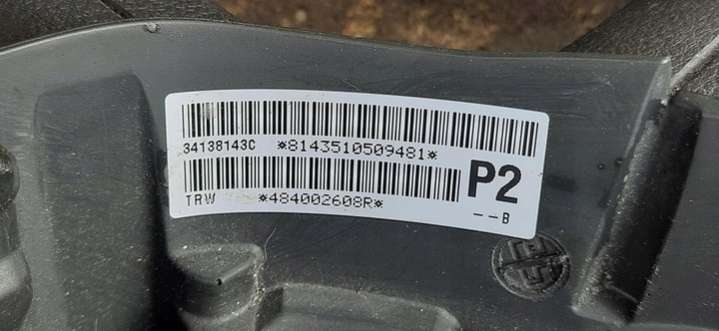 34138143C *8143510509481*
P2
TRW *484002608R*
--B